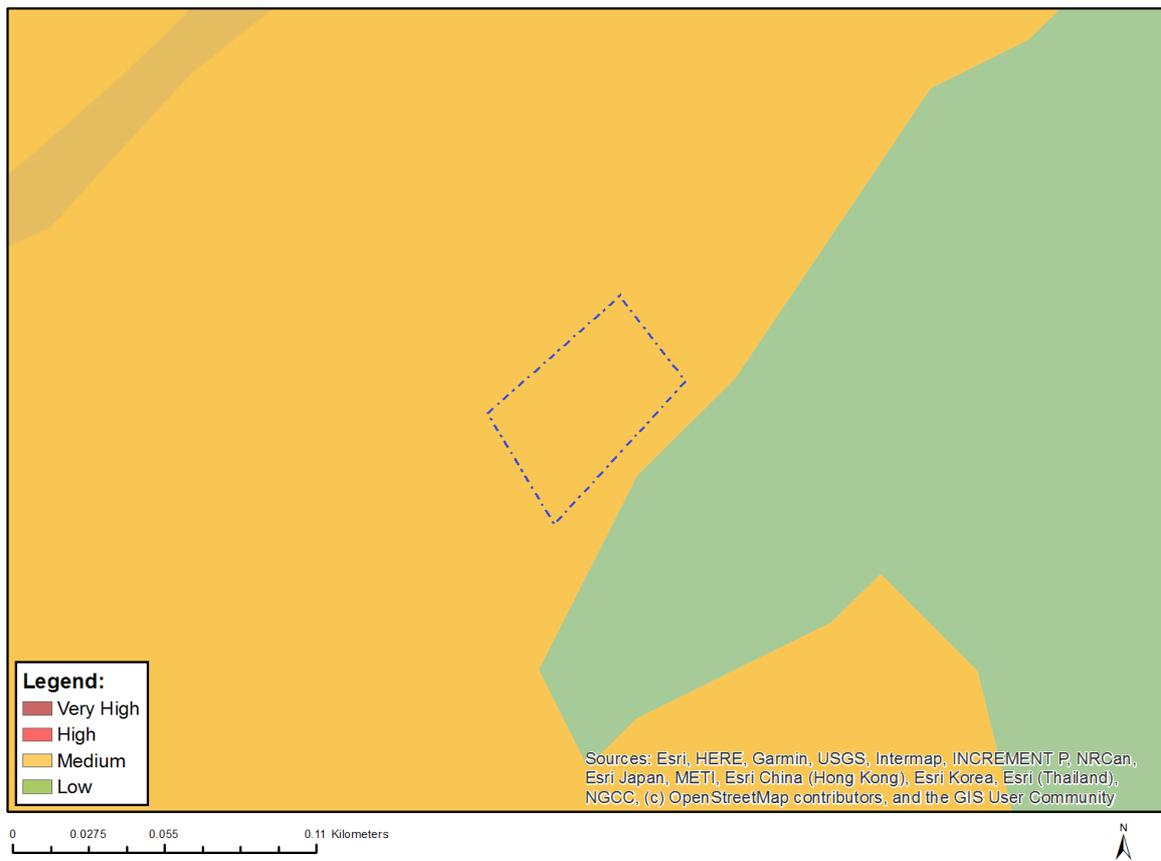 Legend:
Very High
High
Medium
Low
Sources: Esri, HERE, Garmin, USGS, Intermap, INCREMENT P, NRCan,
Esri Japan, METI, Esri China (Hong Kong), Esri Korea, Esri (Thailand),
NGCC, (c) OpenStreetMap contributors, and the GIS User Community
0 0.0275 0.055 0.11 Kilometers
N